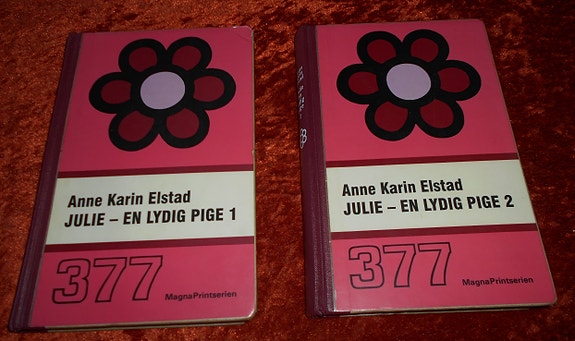 Anne Karin Elstad
JULIE – EN LYDIG PIGE 1
377
MagnaPrintserien
Anne Karin Elstad
JULIE – EN LYDIG PIGE 2
377
MagnaPrintserien